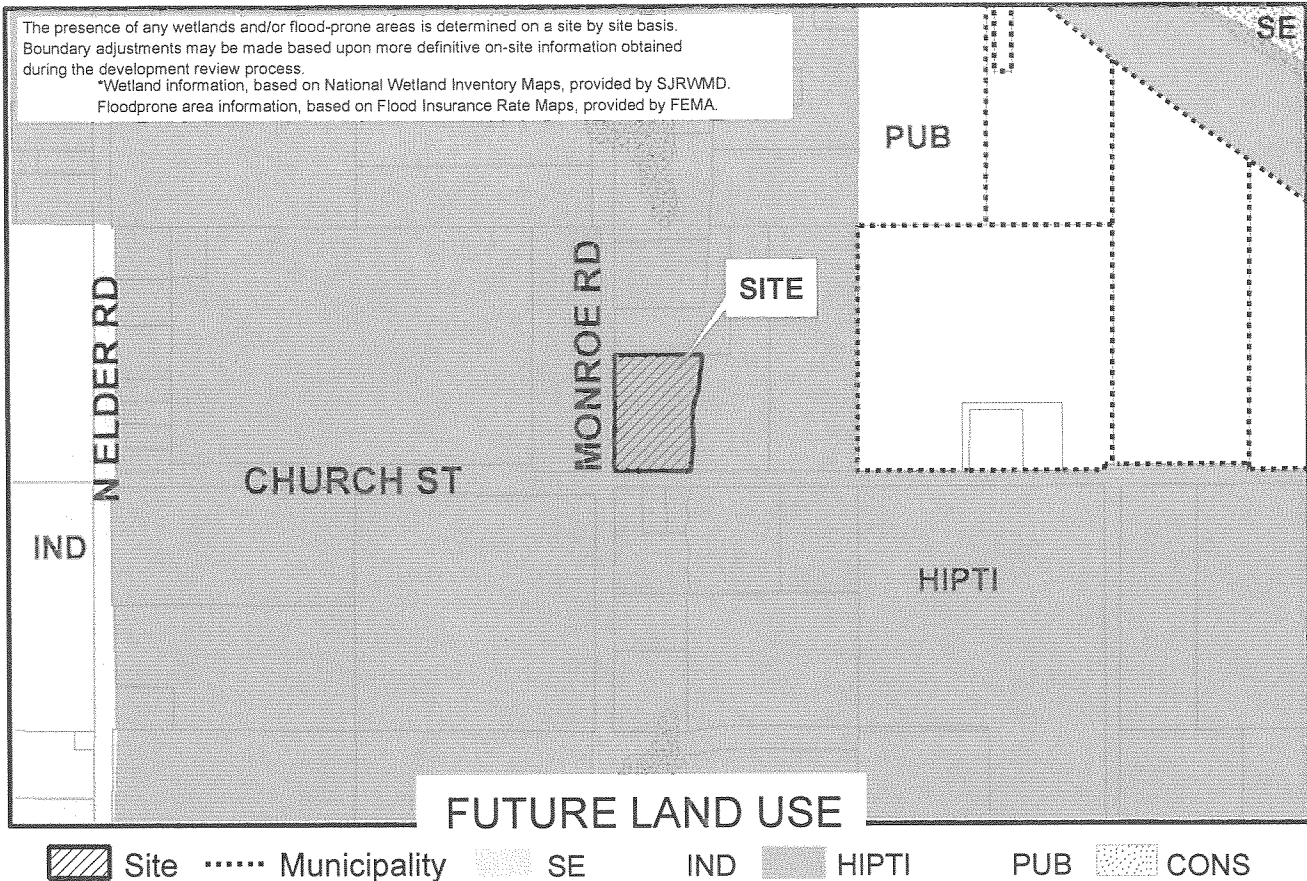 The presence of any wetlands and/or flood-prone areas is determined on a site by site basis.
Boundary adjustments may be made based upon more definitive on-site information obtained
during the development review process.
*Wetland information, based on National Wetland Inventory Maps, provided by SJRWMD.
Floodprone area information, based on Flood Insurance Rate Maps, provided by FEMA.
SE
PUB
N ELDER RD
MONROE RD
SITE
CHURCH ST
IND
HIPTI
FUTURE LAND USE
Site Municipality SE IND HIPTI PUB CONS